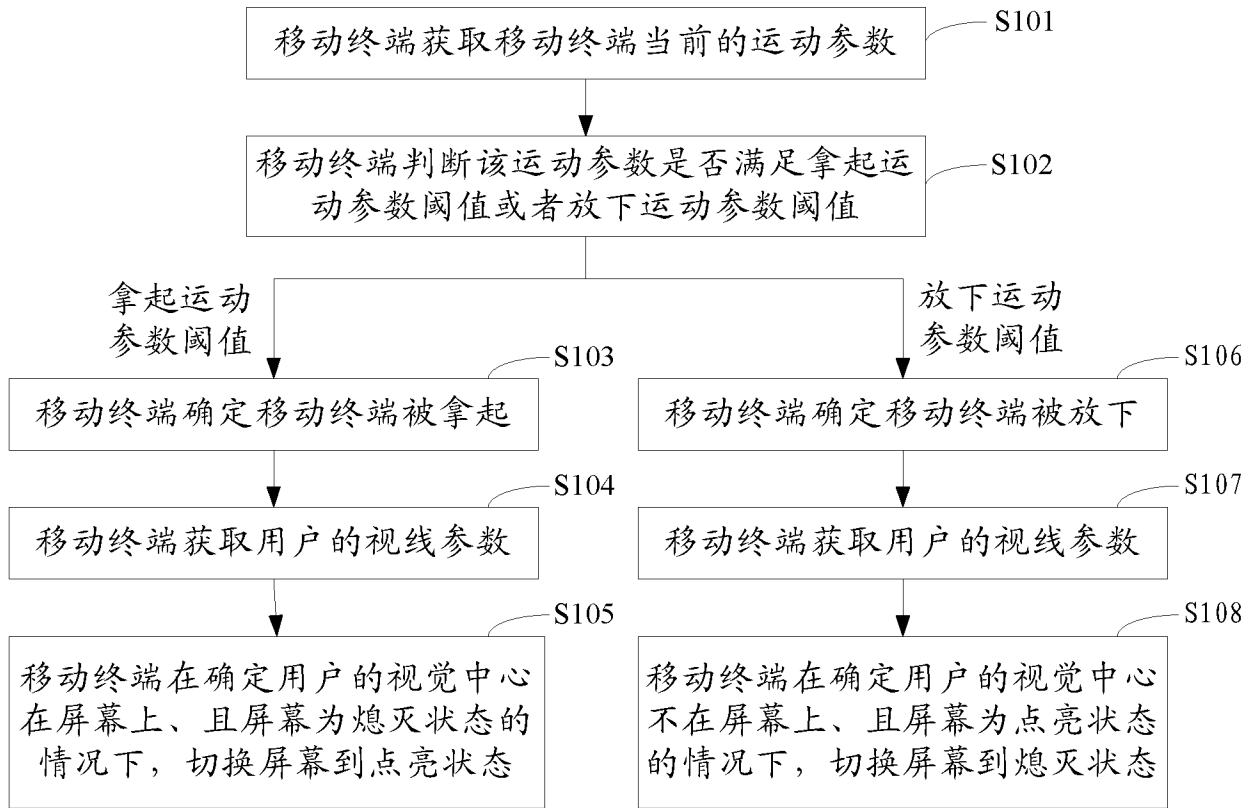 移动终端获取移动终端当前的运动参数
S101
移动终端判断该运动参数是否满足拿起运
动参数阈值或者放下运动参数阈值
S102
拿起运动
参数阈值
放下运动
参数阈值
S103
移动终端确定移动终端被拿起
S106
移动终端确定移动终端被放下
S104
移动终端获取用户的视线参数
S107
移动终端获取用户的视线参数
S105
移动终端在确定用户的视觉中心
在屏幕上、且屏幕为熄灭状态的
情况下，切换屏幕到点亮状态
S108
移动终端在确定用户的视觉中心
不在屏幕上、且屏幕为点亮状态
的情况下，切换屏幕到熄灭状态